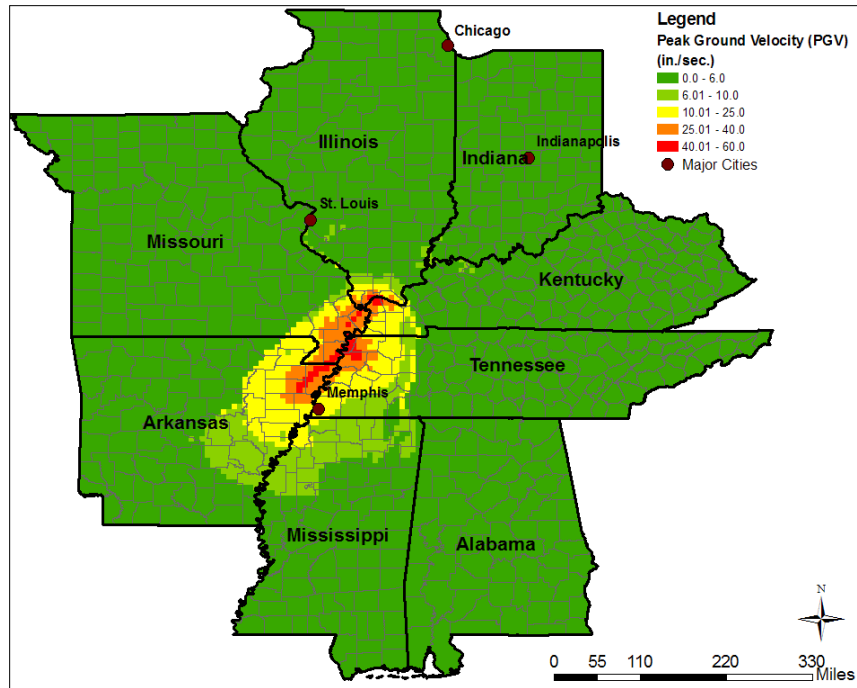 Legend
Peak Ground Velocity (PGV)
(in./sec.)
0.0 - 6.0
6.01 - 10.0
10.01 - 25.0
25.01 - 40.0
40.01 - 60.0
Major Cities
Chicago
Illinois
Indianapolis
Indiana
St. Louis
Missouri
Kentucky
Tennessee
Memphis
Arkansas
Mississippi
Alabama
N
0 55 110 220 330
Miles